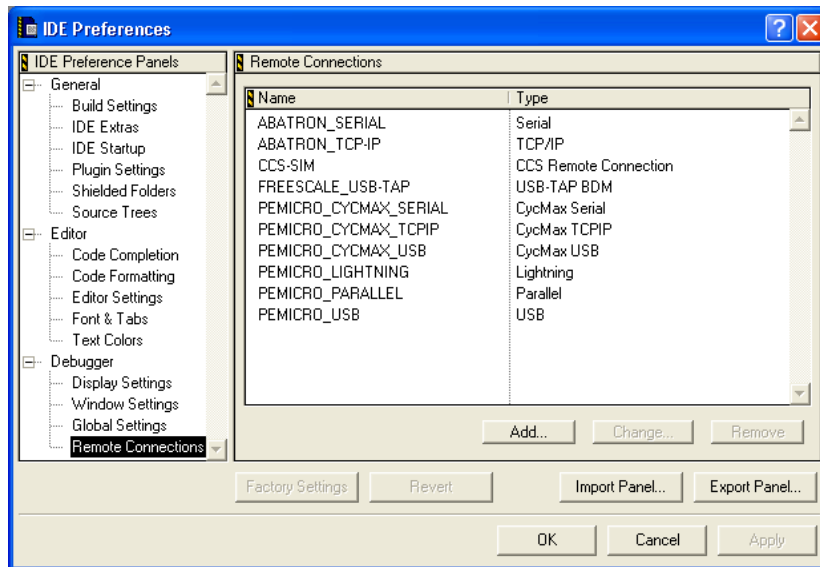 IDE Preferences
IDE Preference Panels
General
Build Settings
IDE Extras
IDE Startup
Plugin Settings
Shielded Folders
Source Trees
Editor
Code Completion
Code Formatting
Editor Settings
Font & Tabs
Text Colors
Debugger
Display Settings
Window Settings
Global Settings
Remote Connections
Remote Connections
Name Type
ABATRON_SERIAL Serial
ABATRON_TCP-IP TCP/IP
CCS-SIM CCS Remote Connection
FREESCALE_USB-TAP USB-TAP BDM
PEMICRO_CYCMAX_SERIAL CycMax Serial
PEMICRO_CYCMAX_TCPIP CycMax TCPIP
PEMICRO_CYCMAX_USB CycMax USB
PEMICRO_LIGHTNING Lightning
PEMICRO_PARALLEL Parallel
PEMICRO_USB USB
Add... Change... Remove
Factory Settings Revert Import Panel... Export Panel...
OK Cancel Apply